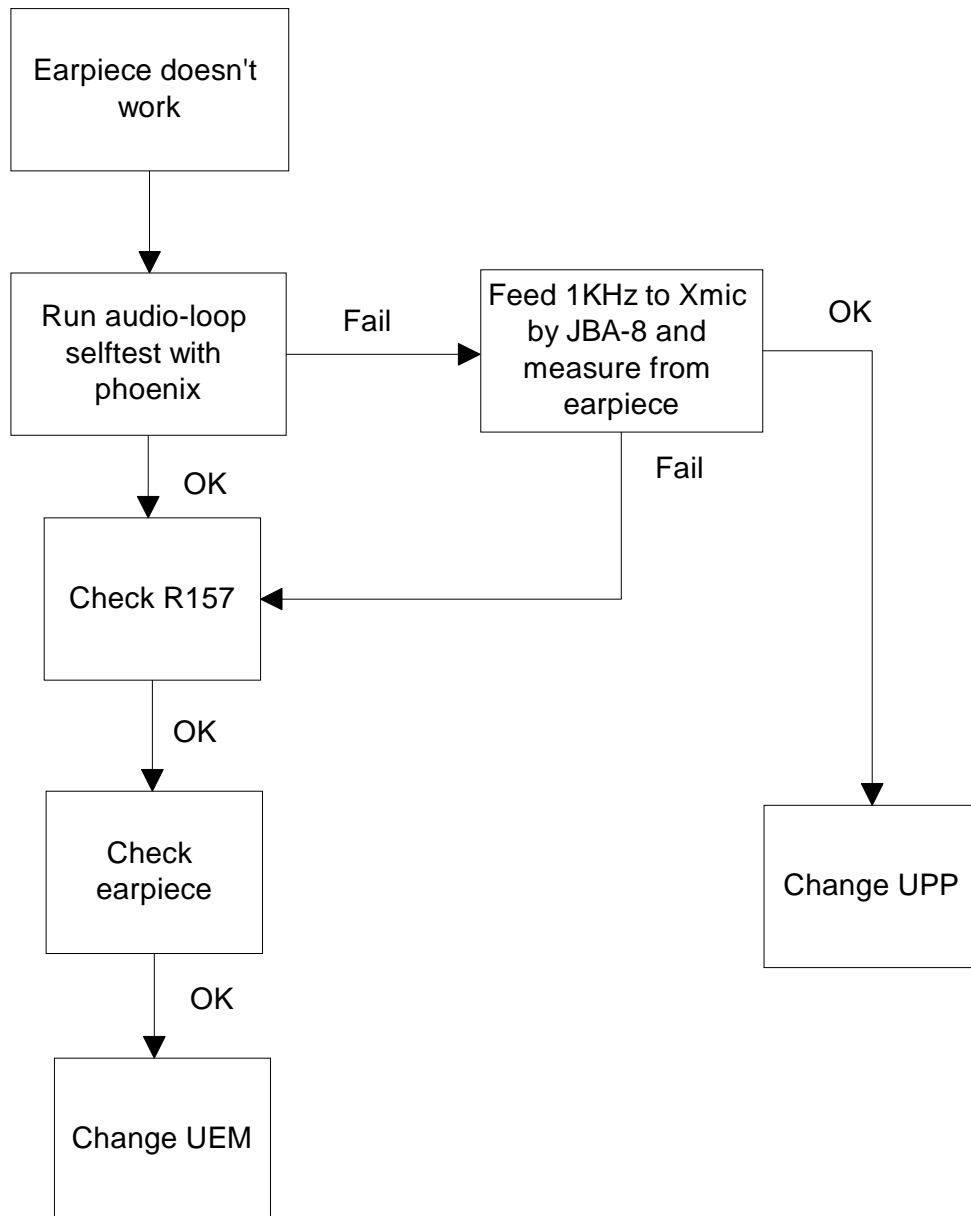 Earpiece doesn't
work
Run audio-loop
selftest with
phoenix
Fail
Feed 1KHz to Xmic
by JBA-8 and
measure from
earpiece
OK
OK
Fail
Check R157
OK
Check
earpiece
Change UPP
OK
Change UEM